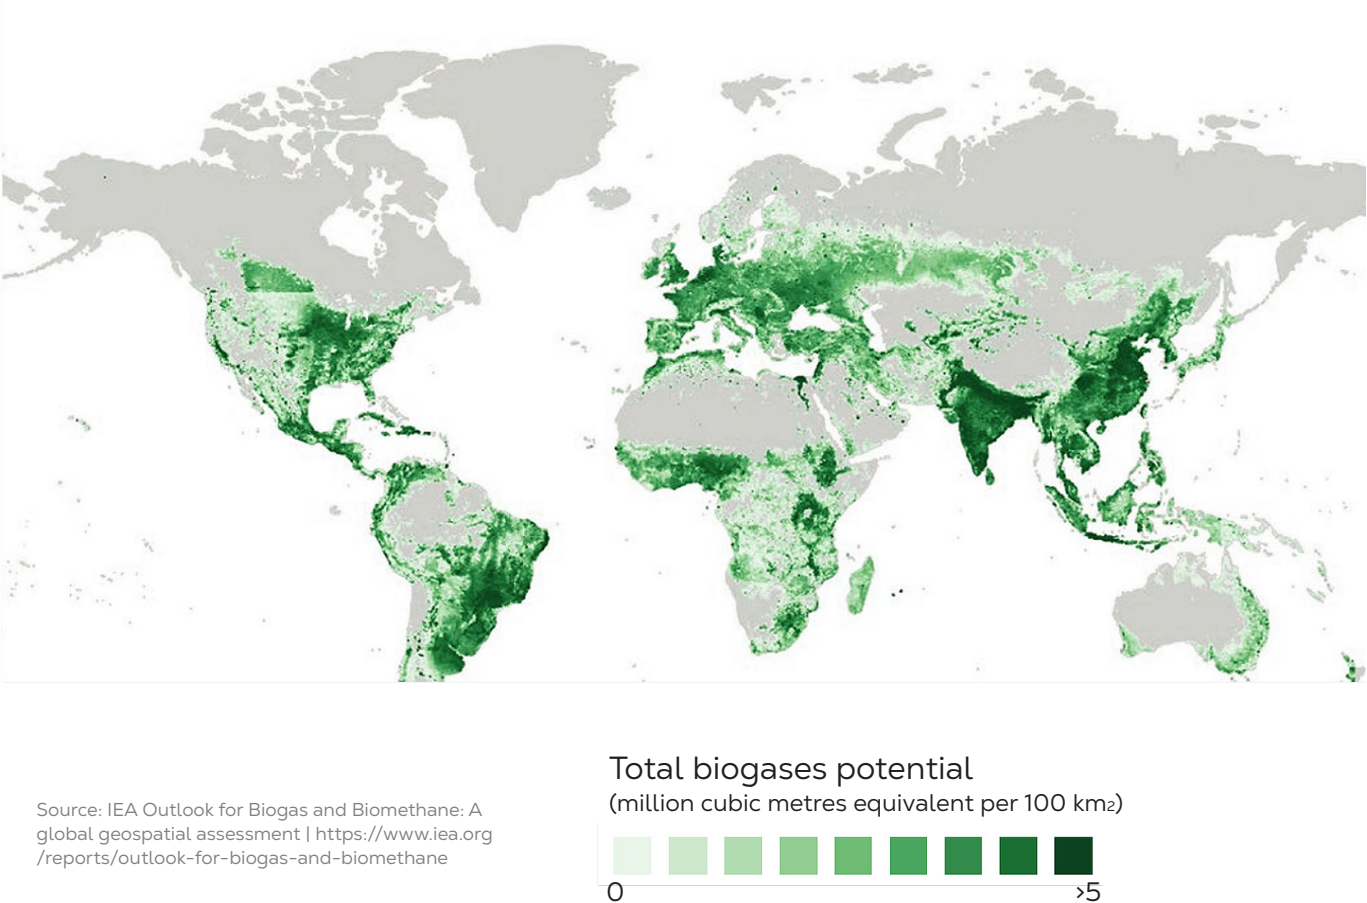 Total biogases potential
(million cubic metres equivalent per 100 km2)
0
>5
Source: IEA Outlook for Biogas and Biomethane: A
global geospatial assessment | https://www.iea.org
/reports/outlook-for-biogas-and-biomethane